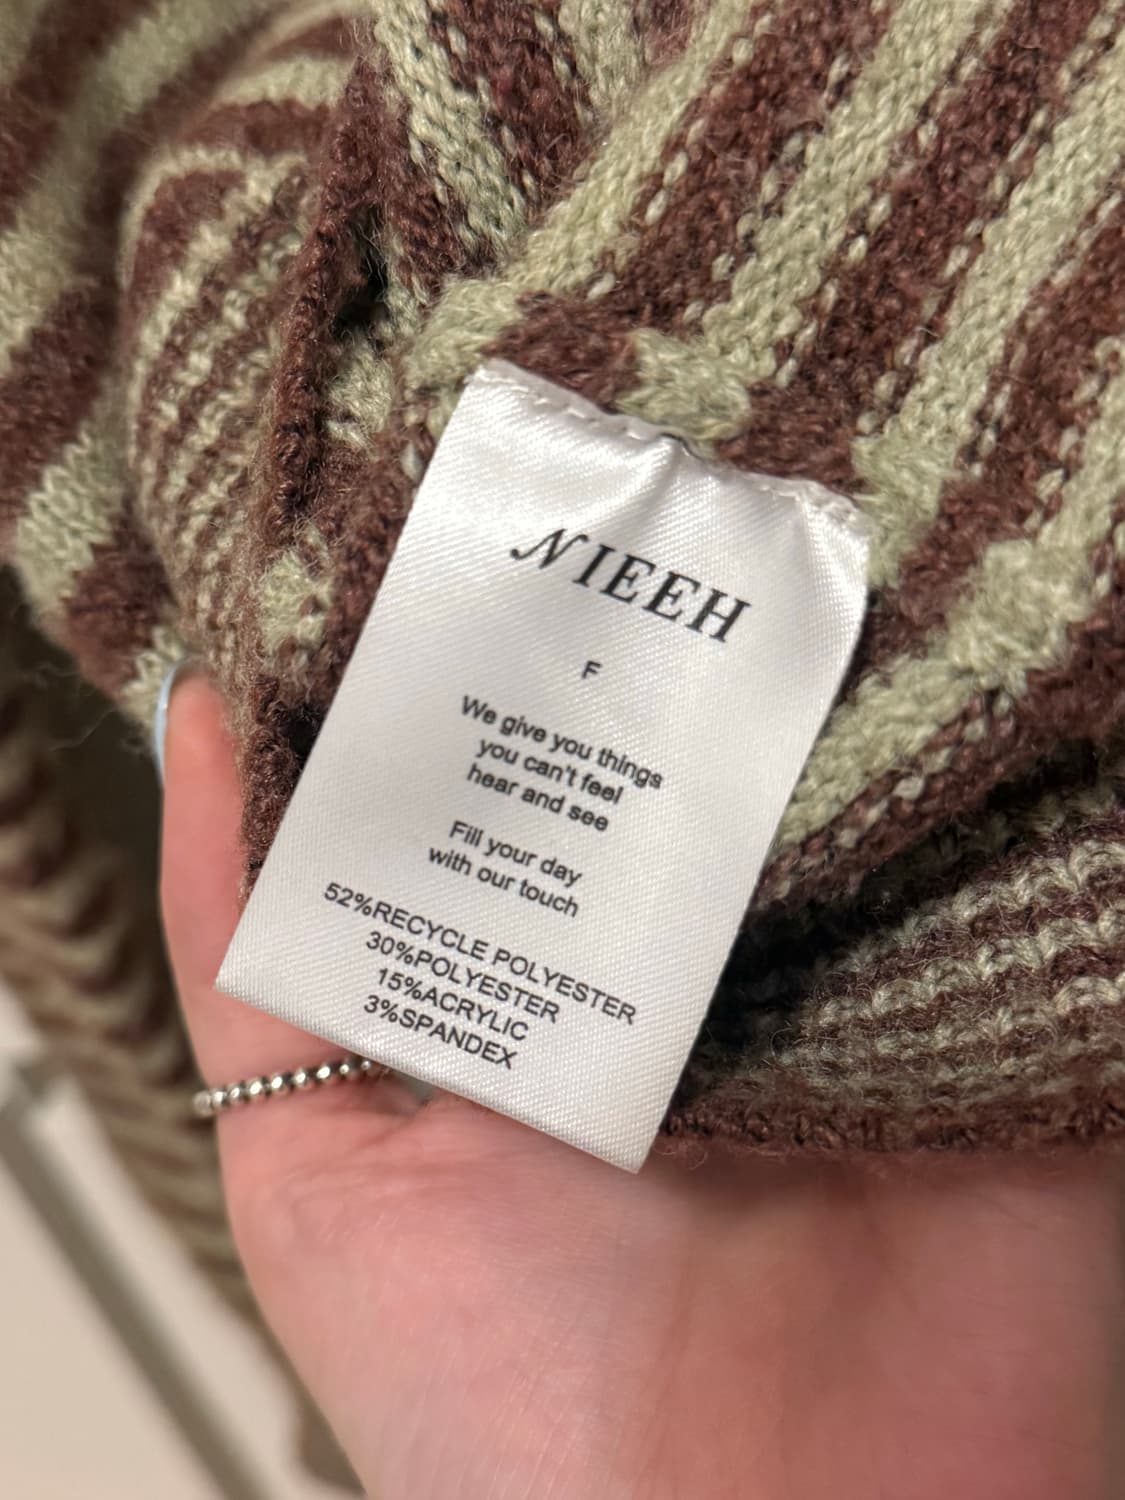 NIEEH
F
We give you things
you can't feel
hear and see
Fill your day
with our touch
52%RECYCLE POLYESTER
30%POLYESTER
15%ACRYLIC
3%SPANDEX